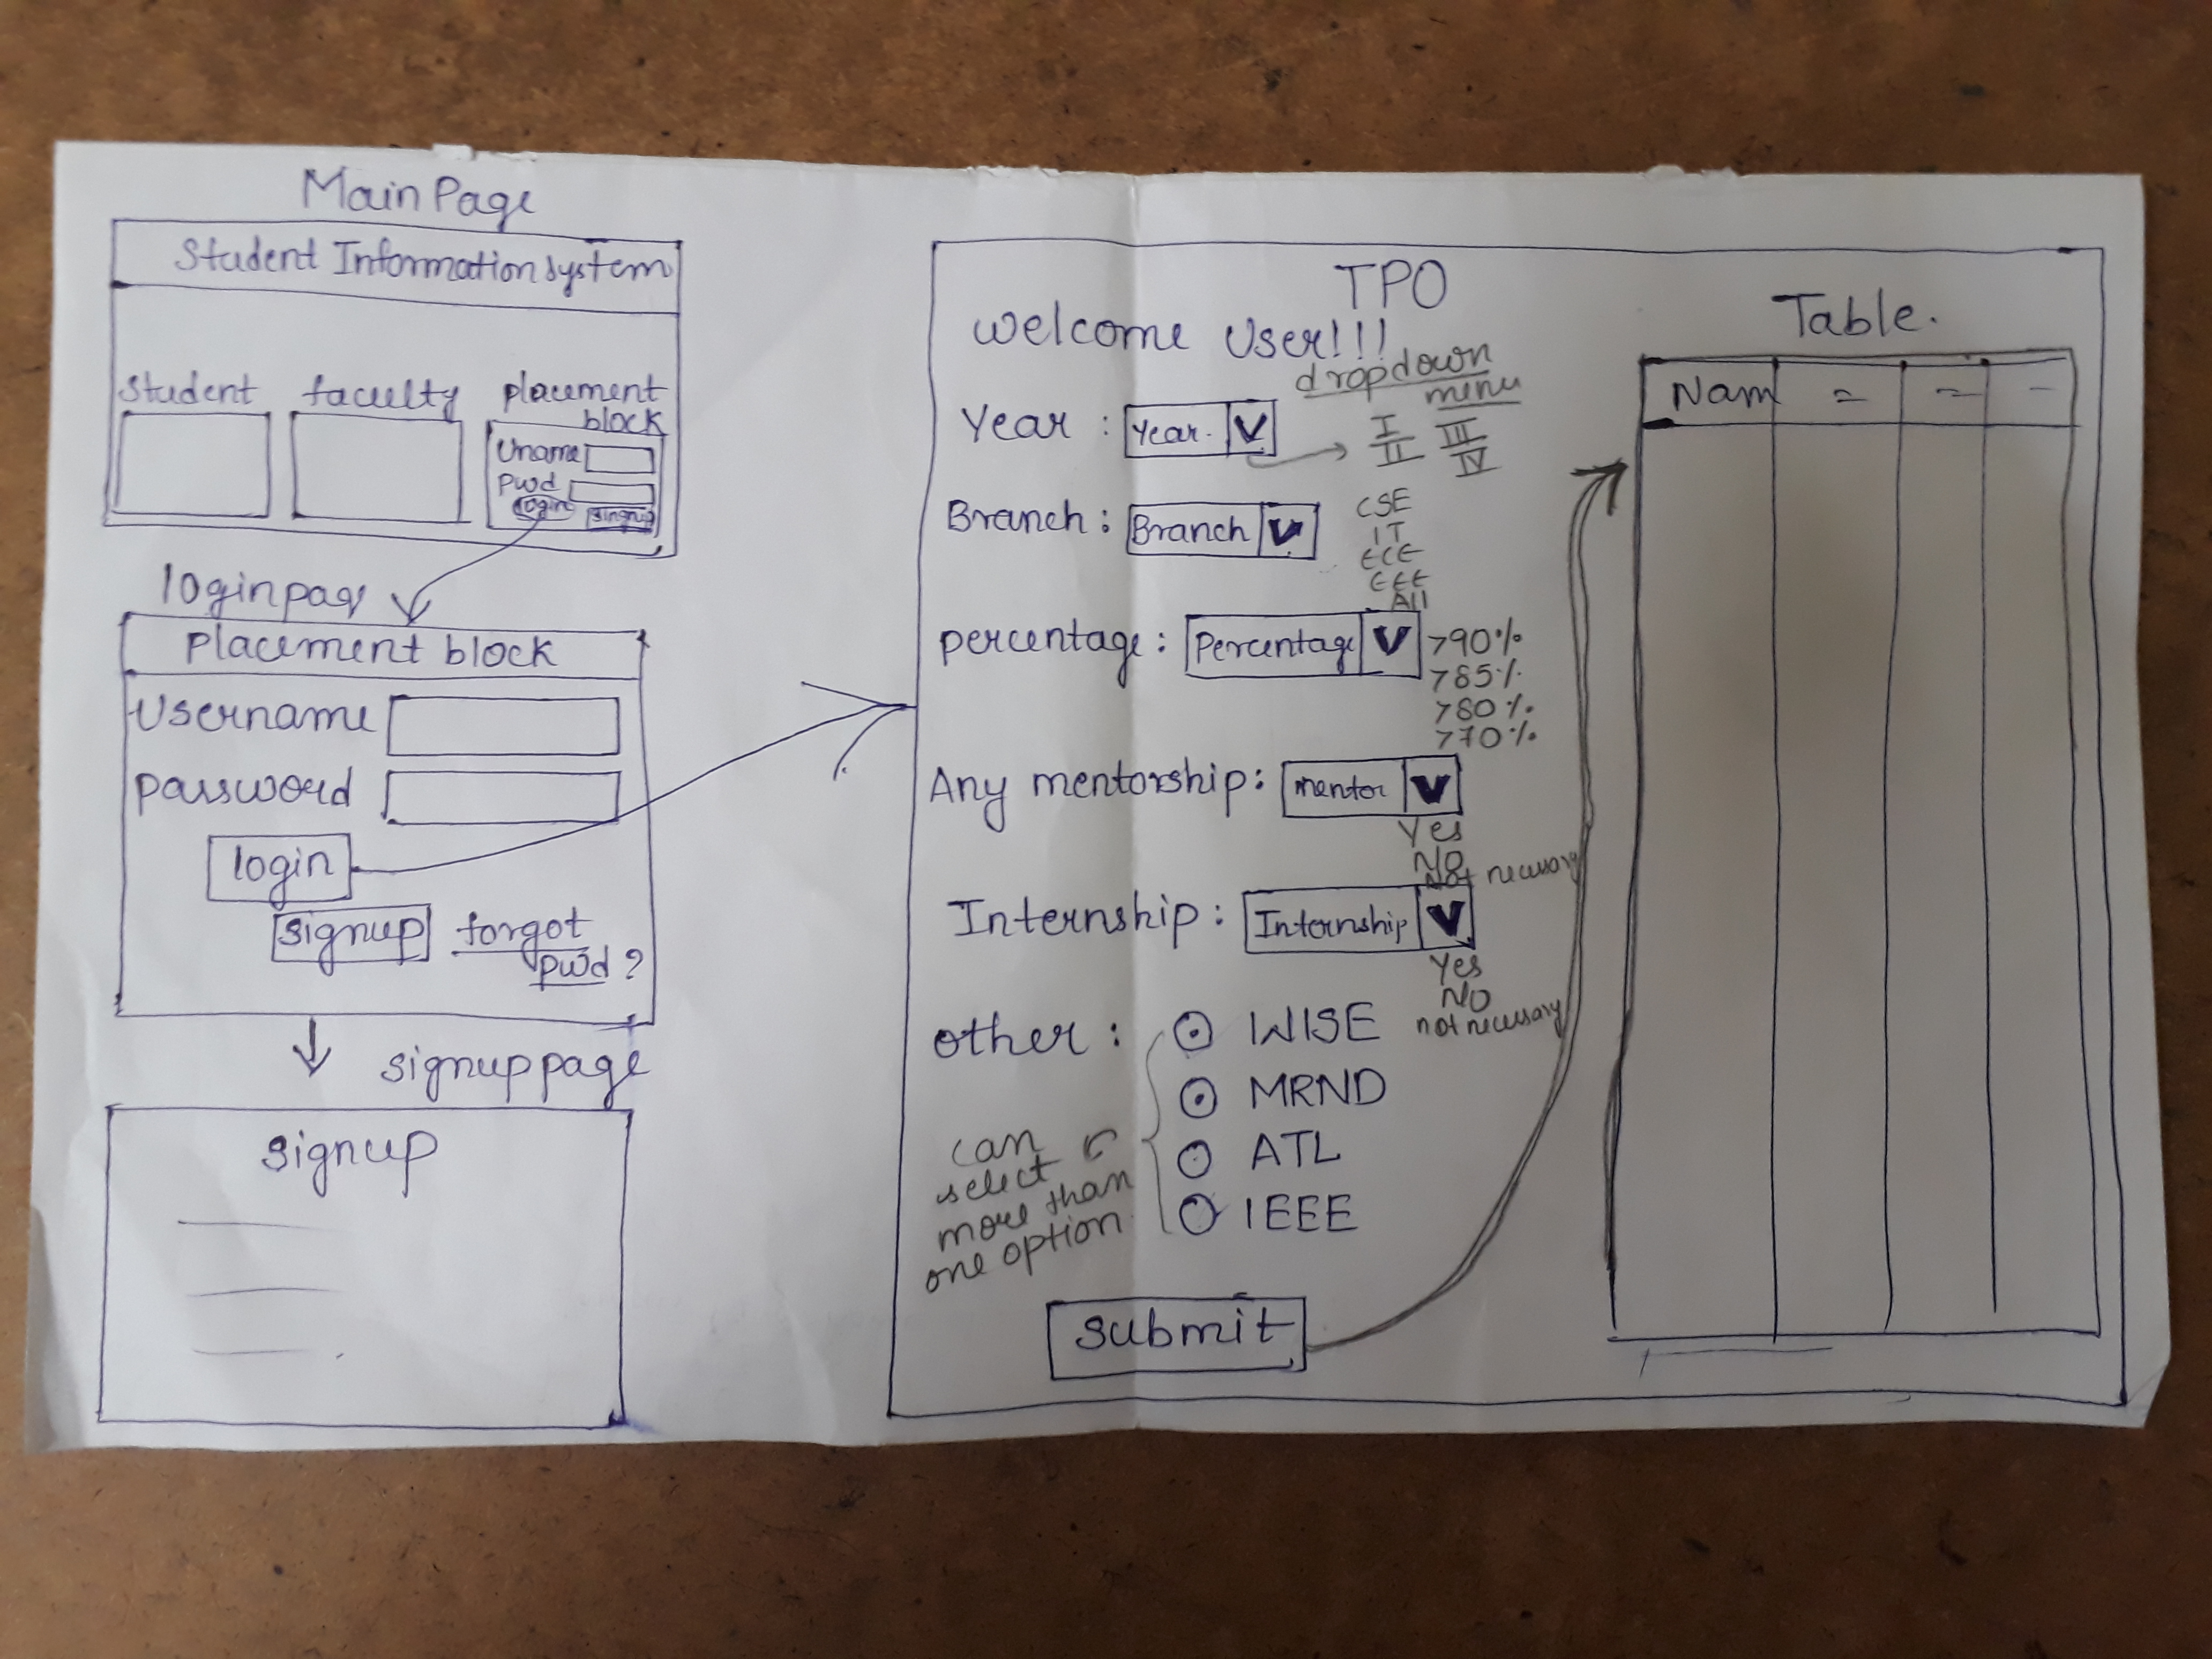 Main Page
Student Information system
Student
faculty
placement
block
Uname
pwd
login
loginpag
Placement block
Username
password
login
signup
forgot
pwd?
signup page
signup
TPO
Welcome User!!!
dropdown
menu
Year : Year.
I III
II IV
Branch : Branch
CSE
IT
ECE
EEE
All
percentage : Percentage
>90%
>85%
>80%
>70%
Any mentorship : mentor
Yes
NO
Not necessary
Internship : Internship
Yes
NO
not necessary
other : WISE
MRND
ATL
IEEE
can
select
more than
one option
submit
Table.
Nam